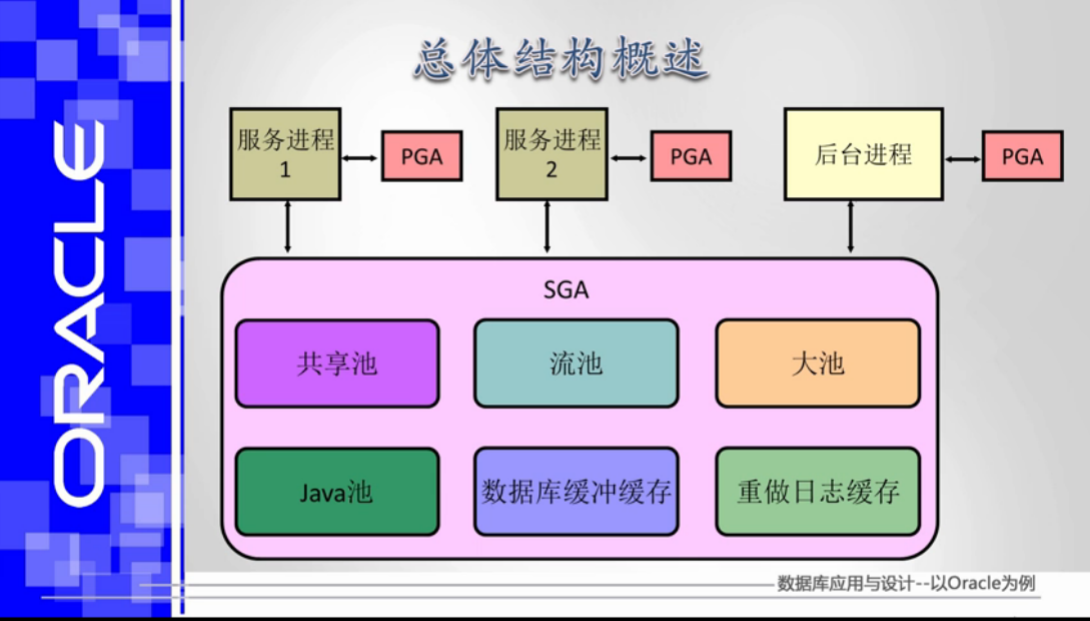 ORACLE
总体结构概述
服务进程
1
PGA
服务进程
2
PGA
后台进程
PGA
SGA
共享池
流池
大池
Java池
数据库缓冲缓存
重做日志缓存
数据库应用与设计--以Oracle为例